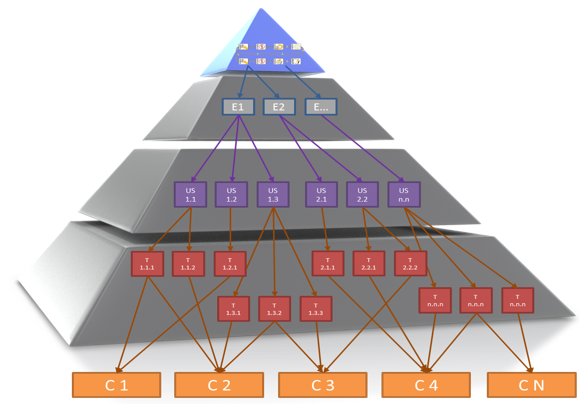 E1 E2 E...
US US US US US US
1.1 1.2 1.3 2.1 2.2 n.n
T T T T T T
1.1.1 1.1.2 1.2.1 2.1.1 2.2.1 2.2.2
T T T T T T
1.3.1 1.3.2 1.3.3 n.n.n n.n.n n.n.n
C 1 C 2 C 3 C 4 C N